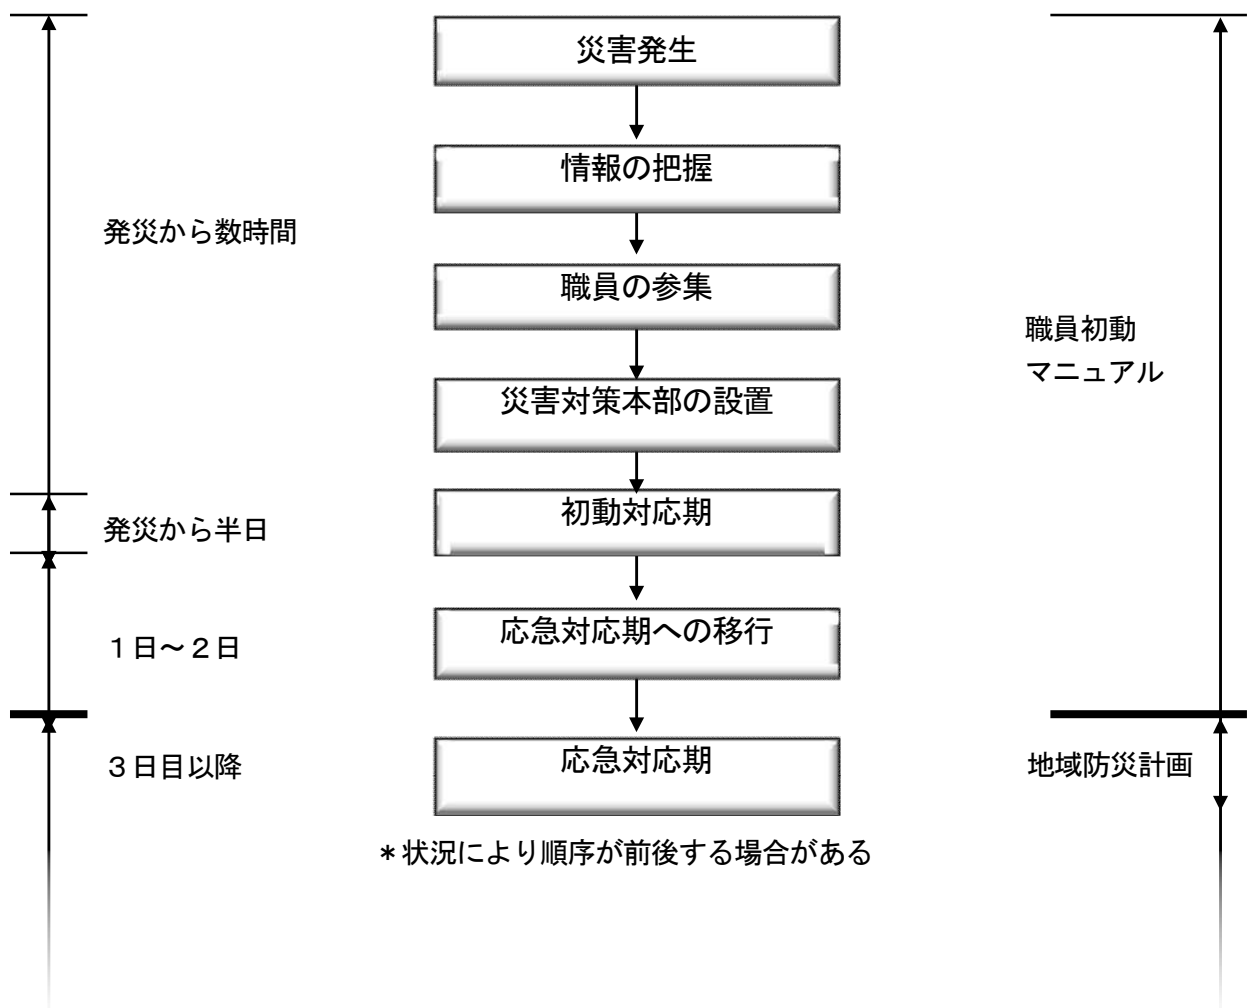 災害発生
情報の把握
発災から数時間
職員の参集
職員初動
マニュアル
災害対策本部の設置
初動対応期
発災から半日
応急対応期への移行
１日～２日
応急対応期
３日目以降
地域防災計画
＊状況により順序が前後する場合がある